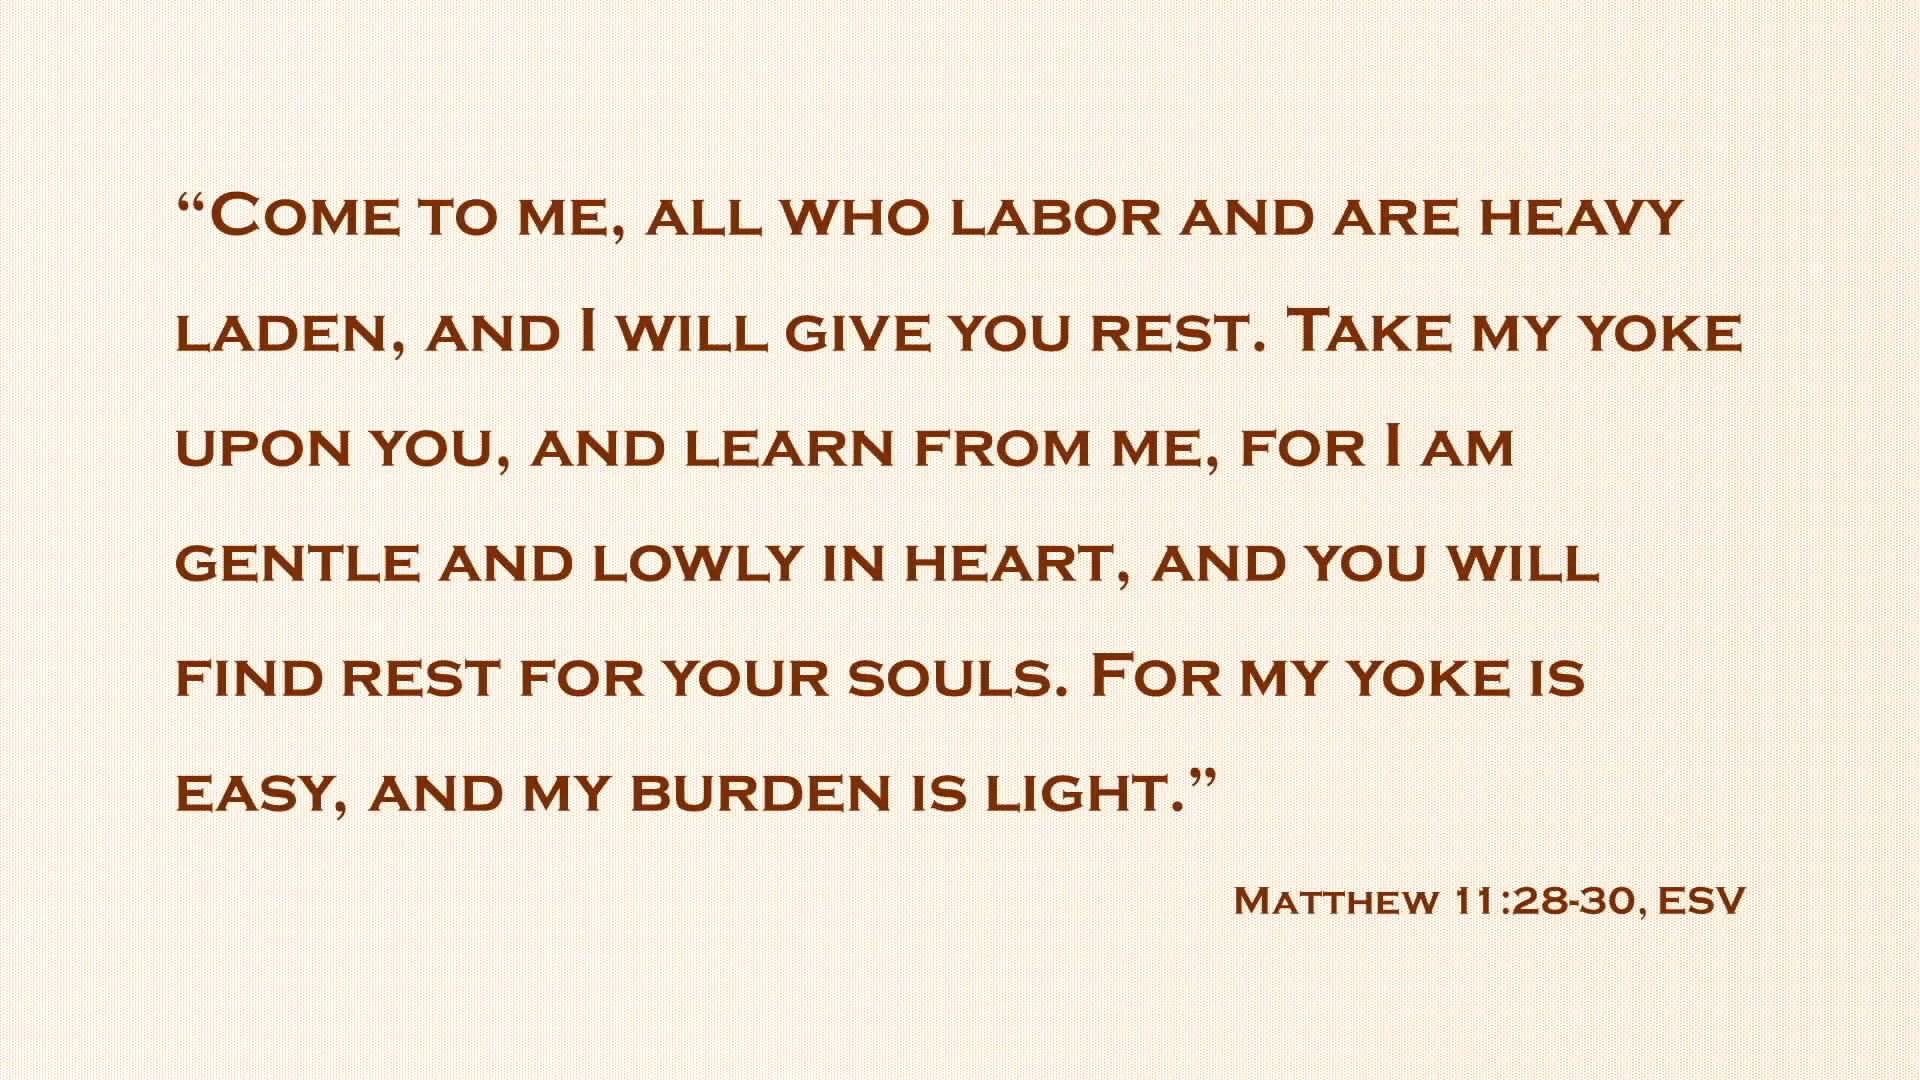 “Come to me, all who labor and are heavy
laden, and I will give you rest. Take my yoke
upon you, and learn from me, for I am
gentle and lowly in heart, and you will
find rest for your souls. For my yoke is
easy, and my burden is light.”
Matthew 11:28-30, ESV